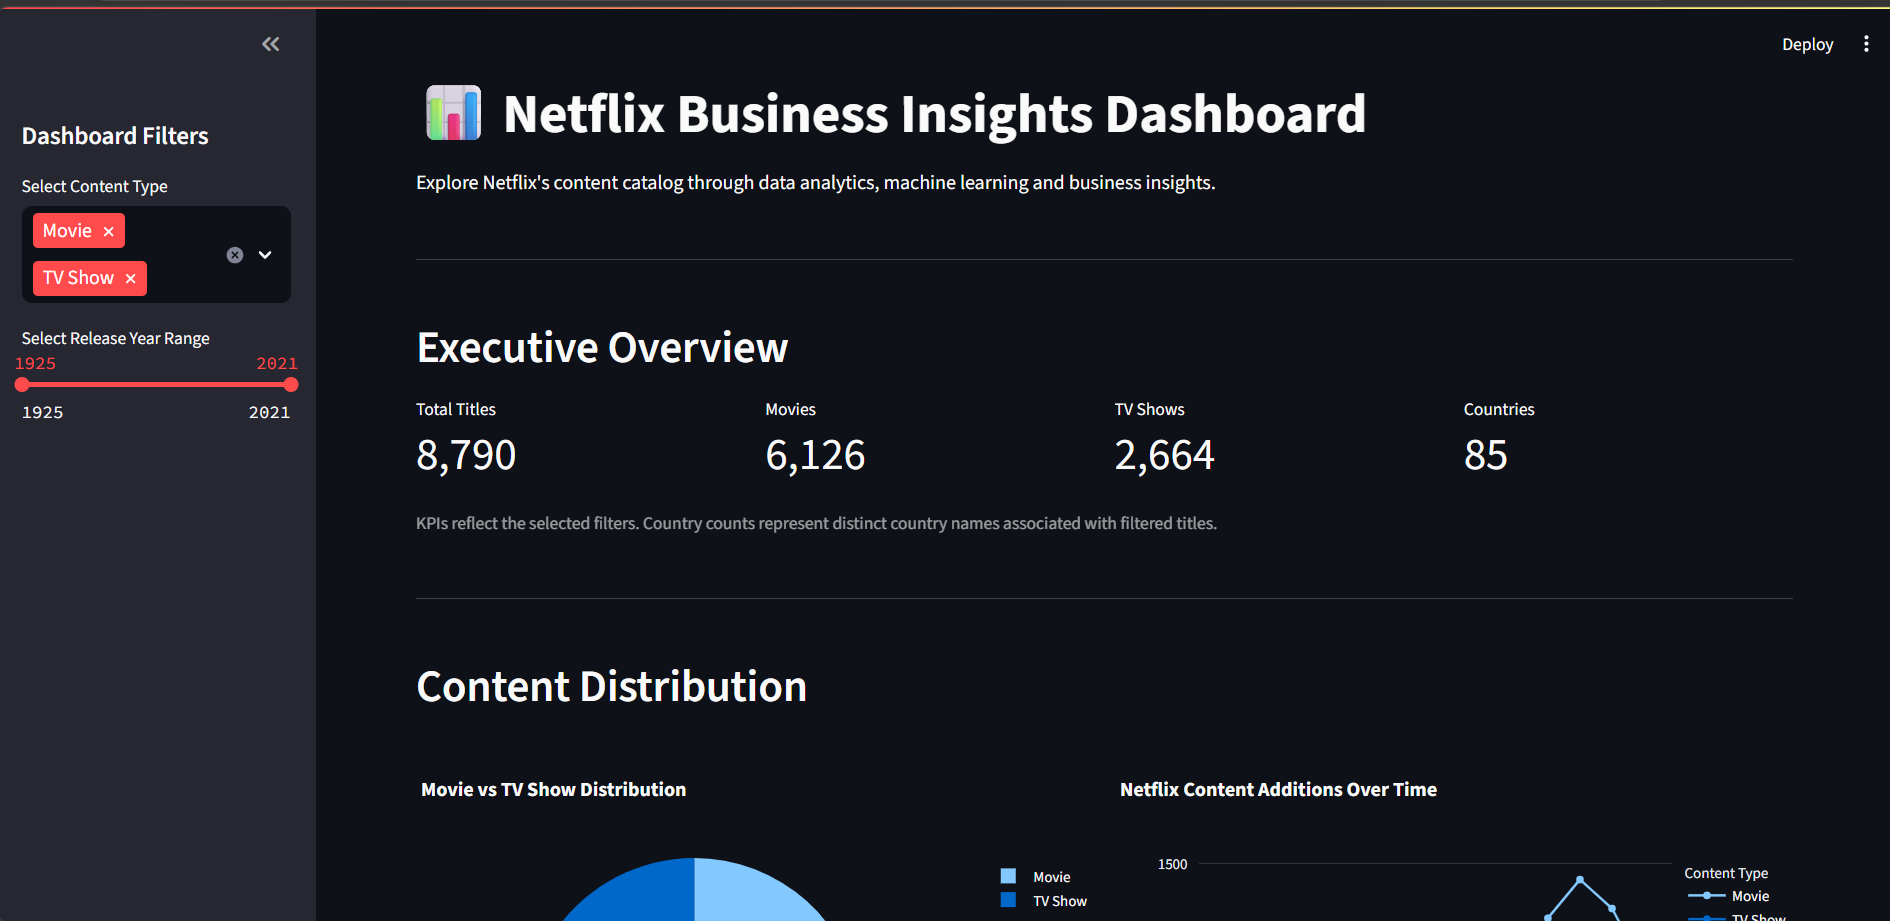 Deploy
Dashboard Filters
Select Content Type
Movie
TV Show
Select Release Year Range
1925 2021
1925 2021
Netflix Business Insights Dashboard
Explore Netflix's content catalog through data analytics, machine learning and business insights.
Executive Overview
Total Titles Movies TV Shows Countries
8,790 6,126 2,664 85
KPIs reflect the selected filters. Country counts represent distinct country names associated with filtered titles.
Content Distribution
Movie vs TV Show Distribution
Movie
TV Show
Netflix Content Additions Over Time
1500
Content Type
Movie
TV Show